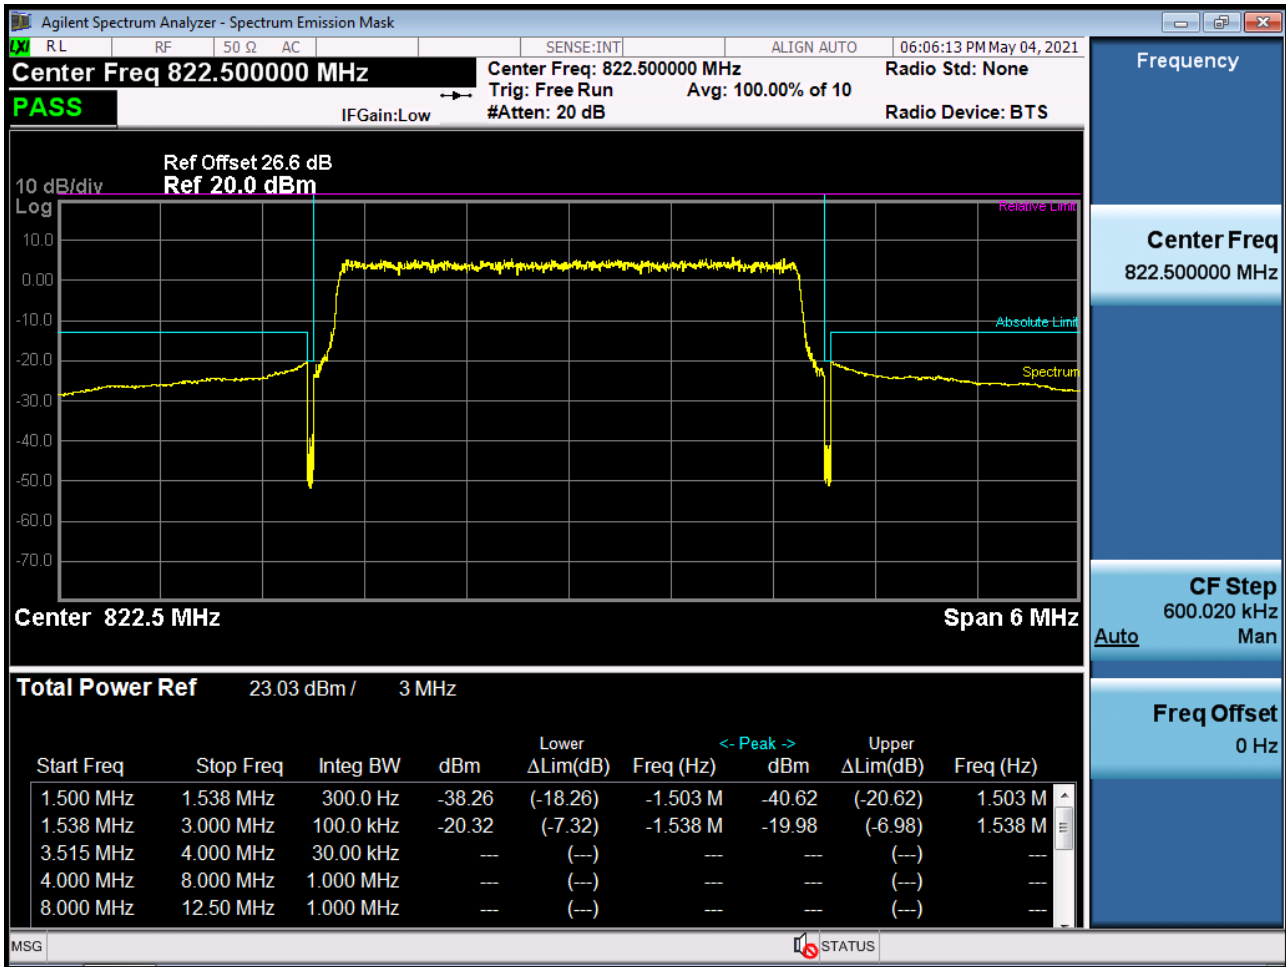 Agilent Spectrum Analyzer - Spectrum Emission Mask
LXI RL RF 50 Ω AC SENSE:INT ALIGN AUTO 06:06:13 PM May 04, 2021
Center Freq 822.500000 MHz
Center Freq: 822.500000 MHz Radio Std: None
Trig: Free Run Avg: 100.00% of 10
PASS
IFGain:Low #Atten: 20 dB Radio Device: BTS
Ref Offset 26.6 dB
10 dB/div Ref 20.0 dBm
Log
Relative Limit
10.0
0.00
-10.0
Absolute Limit
-20.0
Spectrum
-30.0
-40.0
-50.0
-60.0
-70.0
Center 822.5 MHz Span 6 MHz
Total Power Ref 23.03 dBm / 3 MHz
Lower <- Peak -> Upper
Start Freq Stop Freq Integ BW dBm ΔLim(dB) Freq (Hz) dBm ΔLim(dB) Freq (Hz)
1.500 MHz 1.538 MHz 300.0 Hz -38.26 (-18.26) -1.503 M -40.62 (-20.62) 1.503 M
1.538 MHz 3.000 MHz 100.0 kHz -20.32 (-7.32) -1.538 M -19.98 (-6.98) 1.538 M
3.515 MHz 4.000 MHz 30.00 kHz --- (---) --- --- (---) ---
4.000 MHz 8.000 MHz 1.000 MHz --- (---) --- --- (---) ---
8.000 MHz 12.50 MHz 1.000 MHz --- (---) --- --- (---) ---
MSG STATUS
Frequency
Center Freq
822.500000 MHz
CF Step
600.020 kHz
Auto Man
Freq Offset
0 Hz